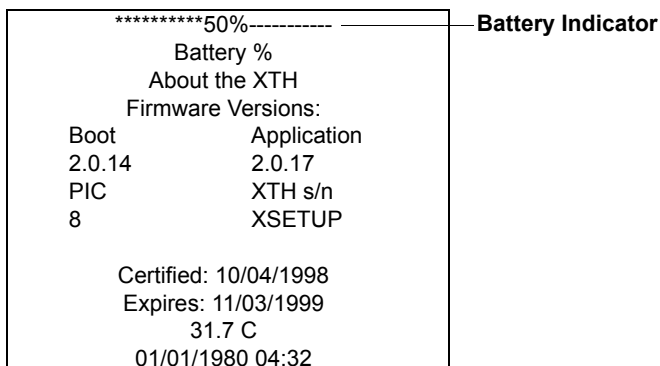 **********50%----------- Battery Indicator
Battery %
About the XTH
Firmware Versions:
Boot Application
2.0.14 2.0.17
PIC XTH s/n
8 XSETUP
Certified: 10/04/1998
Expires: 11/03/1999
31.7 C
01/01/1980 04:32